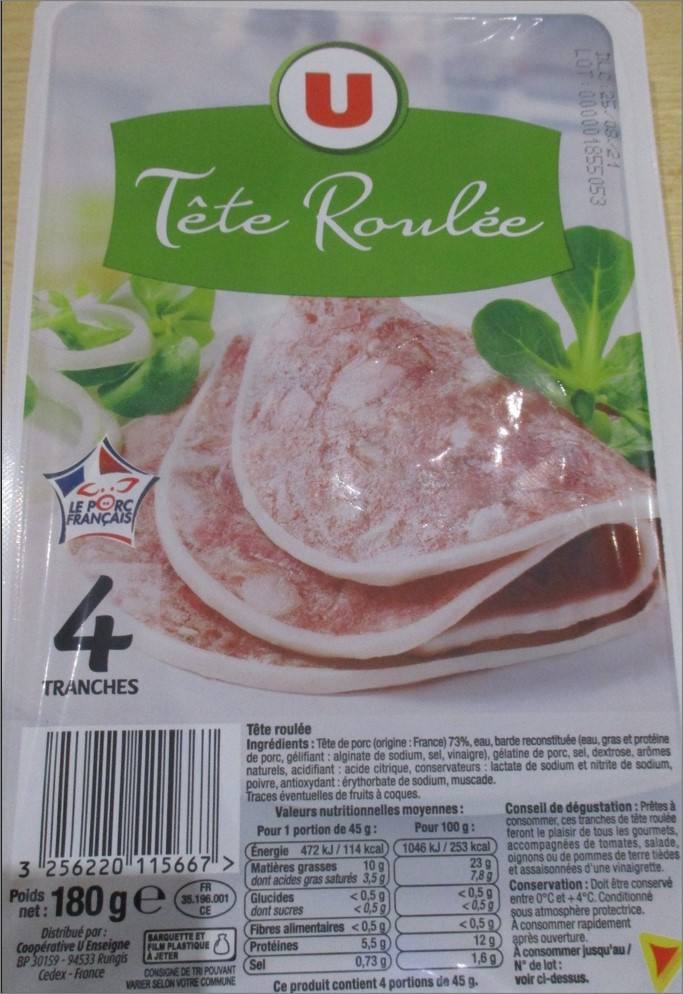 U
DLC 25/09/21
LOT:0000001855053
Tête Roulée
LE PORC
FRANÇAIS
4
TRANCHES
Tête roulée
Ingrédients : Tête de porc (origine : France) 73%, eau, barde reconstituée (eau, gras et protéine
de porc, gélifiant : alginate de sodium, sel, vinaigre), gélatine de porc, sel, dextrose, arômes
naturels, acidifiant : acide citrique, conservateurs : lactate de sodium et nitrite de sodium,
poivre, antioxydant : érythorbate de sodium, muscade.
Traces éventuelles de fruits à coques.
Valeurs nutritionnelles moyennes :
Pour 1 portion de 45 g : Pour 100 g :
Énergie 472 kJ / 114 kcal 1046 kJ / 253 kcal
Matières grasses 10 g 23 g
dont acides gras saturés 3,5 g 7,8 g
Glucides < 0,5 g < 0,5 g
dont sucres < 0,5 g < 0,5 g
Fibres alimentaires < 0,5 g < 0,5 g
Protéines 5,5 g 12 g
Sel 0,73 g 1,6 g
Ce produit contient 4 portions de 45 g.
Conseil de dégustation : Prêtes à
consommer, ces tranches de tête roulée
feront le plaisir de tous les gourmets,
accompagnées de tomates, salade,
oignons ou de pommes de terre tièdes
et assaisonnées d'une vinaigrette.
Conservation : Doit être conservé
entre 0°C et +4°C. Conditionné
sous atmosphère protectrice.
À consommer rapidement
après ouverture.
À consommer jusqu'au /
N° de lot :
voir ci-dessus.
3 256220 115667 >
Poids
net : 180 g e
FR
35.196.001
CE
Distribué par :
Coopérative U Enseigne
BP 30159 - 94533 Rungis
Cedex - France
BARQUETTE ET
FILM PLASTIQUE
À JETER
CONSIGNE DE TRI POUVANT
VARIER SELON VOTRE COMMUNE